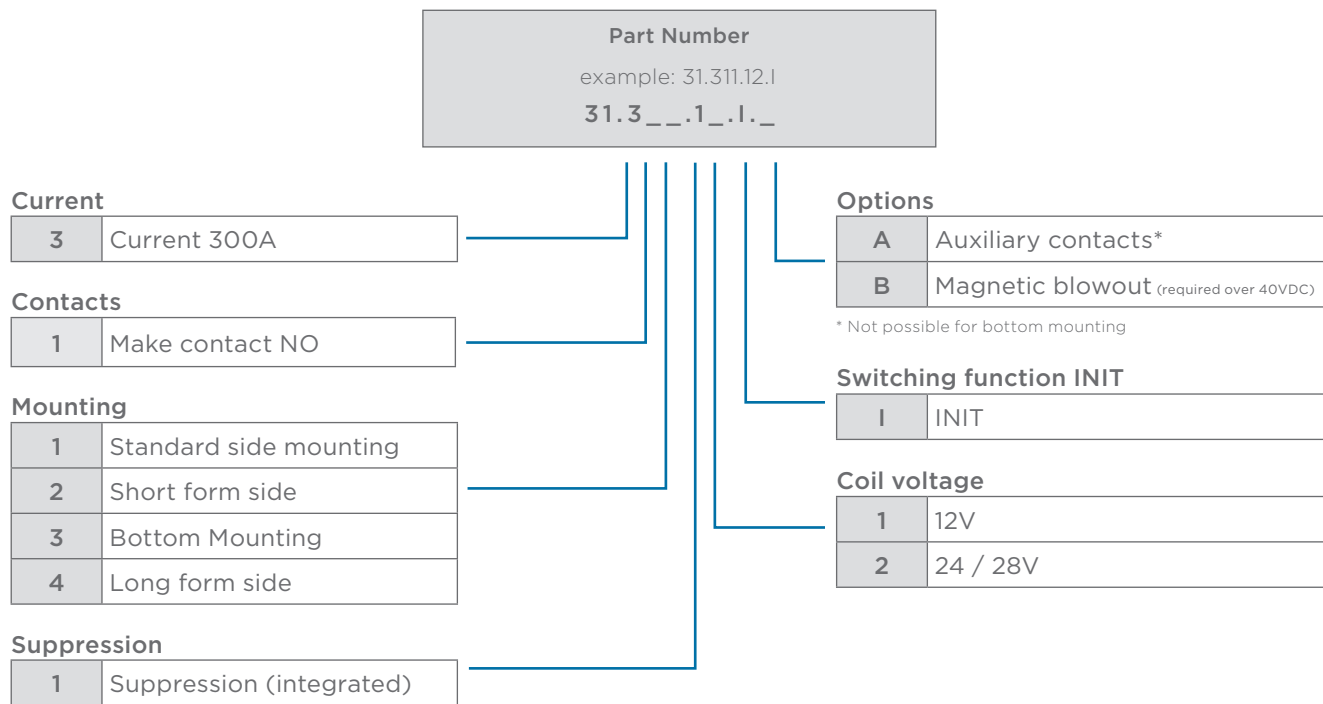 Part Number
example: 31.311.12.I
31.3__.1_.I._
Current
3 Current 300A
Contacts
1 Make contact NO
Mounting
1 Standard side mounting
2 Short form side
3 Bottom Mounting
4 Long form side
Suppression
1 Suppression (integrated)
Options
A Auxiliary contacts*
B Magnetic blowout (required over 40VDC)
* Not possible for bottom mounting
Switching function INIT
I INIT
Coil voltage
1 12V
2 24 / 28V